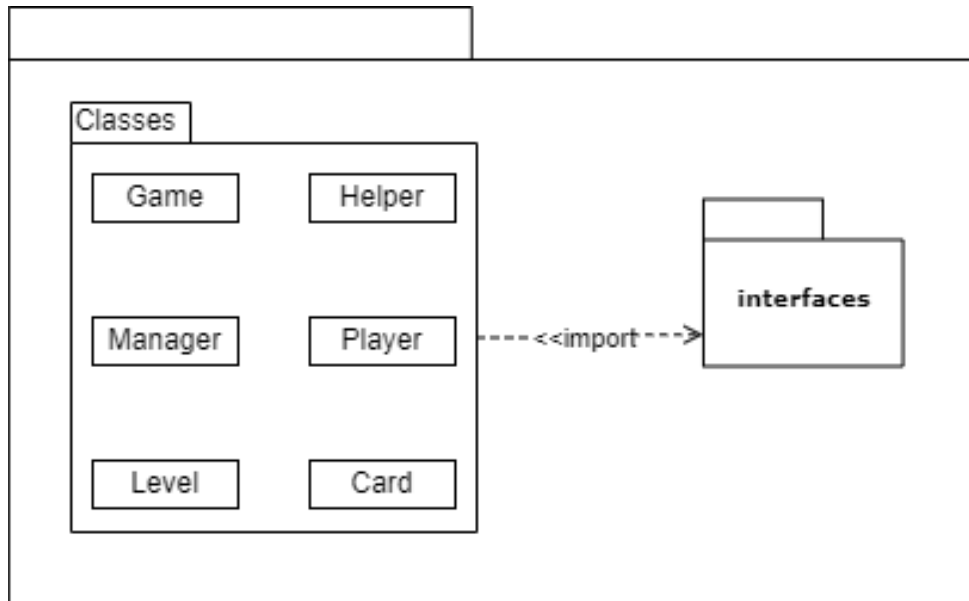 Classes
Game
Helper
Manager
Player
<<import
interfaces
Level
Card